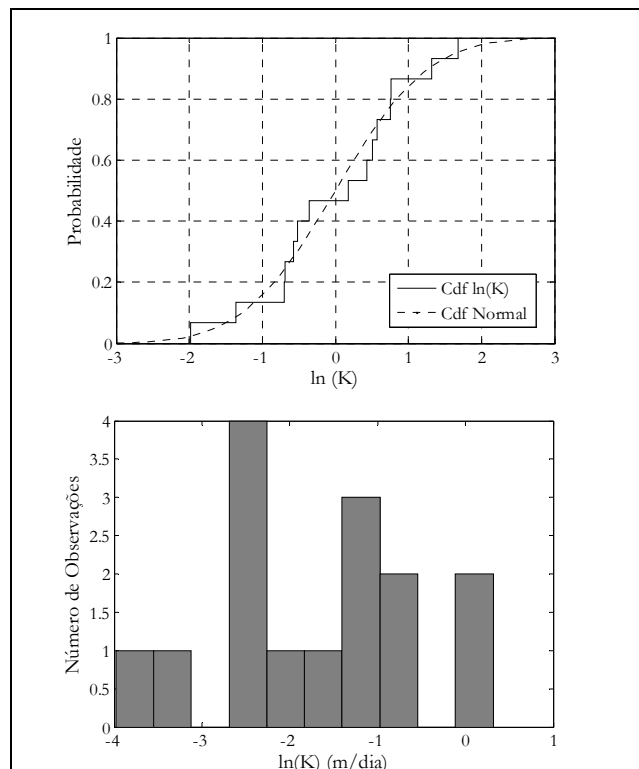 1
0.8
0.6
0.4
0.2
0
Probabilidade
-3 -2 -1 0 1 2 3
ln (K)
Cdf ln(K)
Cdf Normal
4
3.5
3
2.5
2
1.5
1
0.5
0
Número de Observações
-4 -3 -2 -1 0 1
ln(K) (m/dia)